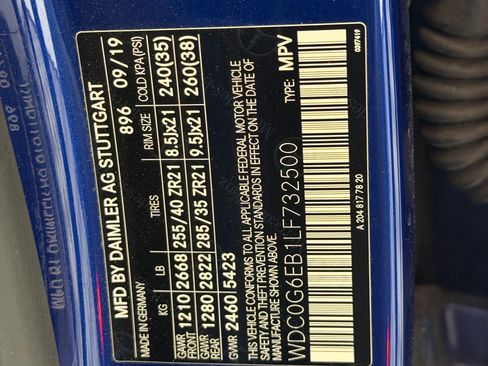 MFD BY DAIMLER AG STUTTGART 896 09/19
MADE IN GERMANY
KG LB TIRES RIM SIZE COLD KPA (PSI)
GAWR FRONT 1210 2668 255/40 ZR21 8.5Jx21 240(35)
GAWR REAR 1280 2822 285/35 ZR21 9.5Jx21 260(38)
GVWR 2460 5423
THIS VEHICLE CONFORMS TO ALL APPLICABLE FEDERAL MOTOR VEHICLE
SAFETY AND THEFT PREVENTION STANDARDS IN EFFECT ON THE DATE OF
MANUFACTURE SHOWN ABOVE.
WDC0G6EB1LF732500 TYPE: MPV
A 204 817 78 20